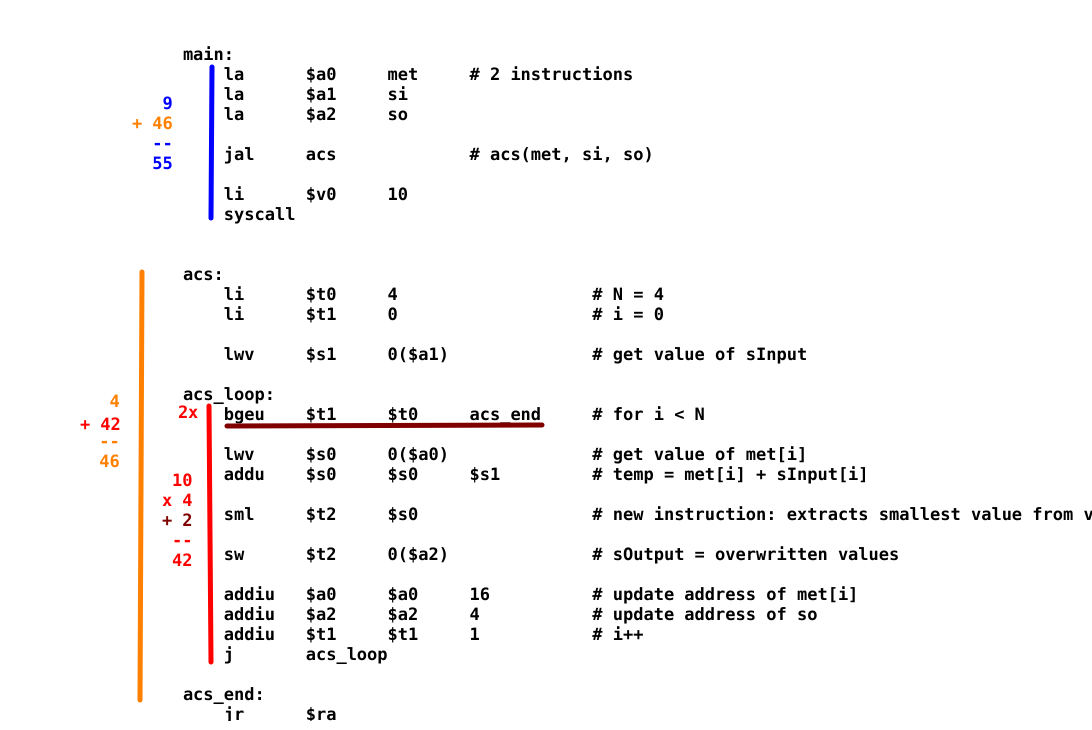 main:
la $a0 met # 2 instructions
la $a1 si
9
la $a2 so
+ 46
--
jal acs # acs(met, si, so)
55
li $v0 10
syscall
acs:
li $t0 4 # N = 4
li $t1 0 # i = 0
lwv $s1 0($a1) # get value of sInput
acs_loop:
4
2x bgeu $t1 $t0 acs_end # for i < N
+ 42
--
lwv $s0 0($a0) # get value of met[i]
46
addu $s0 $s0 $s1 # temp = met[i] + sInput[i]
10
x 4
sml $t2 $s0 # new instruction: extracts smallest value from v
+ 2
--
sw $t2 0($a2) # sOutput = overwritten values
42
addiu $a0 $a0 16 # update address of met[i]
addiu $a2 $a2 4 # update address of so
addiu $t1 $t1 1 # i++
j acs_loop
acs_end:
jr $ra